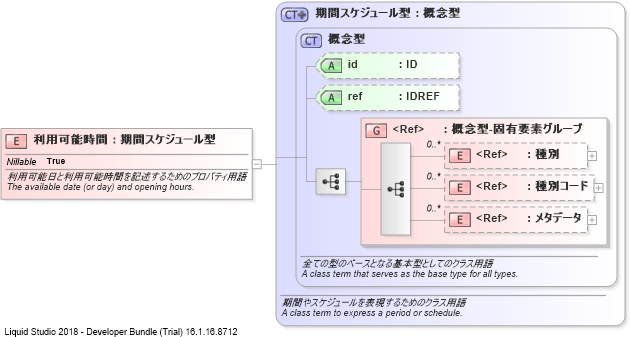 CT 期間スケジュール型 : 概念型
CT 概念型
A id : ID
A ref : IDREF
G <Ref> : 概念型-固有要素グループ
0..*
E <Ref> : 種別
0..*
E <Ref> : 種別コード
0..*
E <Ref> : メタデータ
E 利用可能時間 : 期間スケジュール型
Nillable True
利用可能日と利用可能時間を記述するためのプロパティ用語
The available date (or day) and opening hours.
全ての型のベースとなる基本型としてのクラス用語
A class term that serves as the base type for all types.
期間やスケジュールを表現するためのクラス用語
A class term to express a period or schedule.
Liquid Studio 2018 - Developer Bundle (Trial) 16.1.16.8712